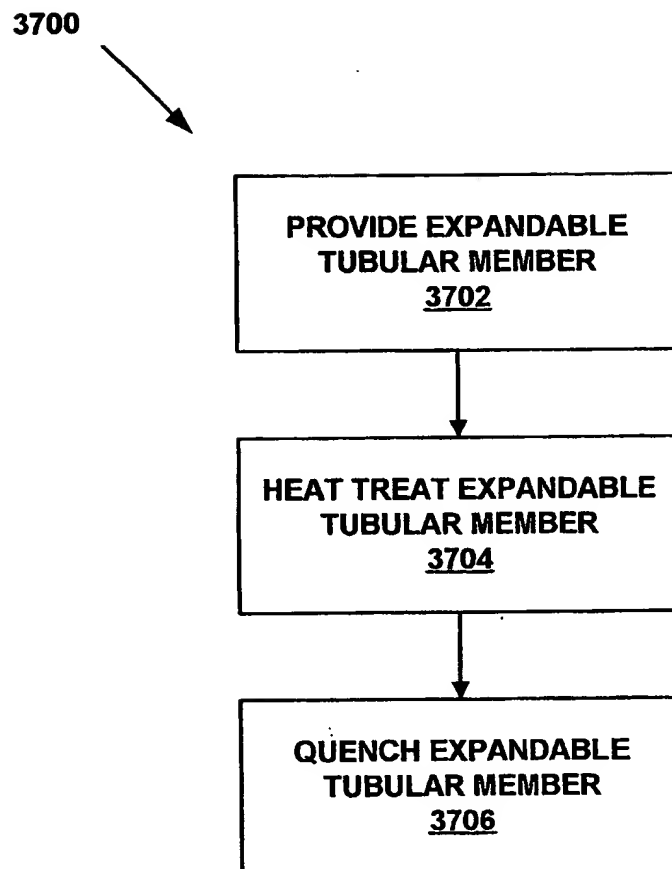 3700
PROVIDE EXPANDABLE
TUBULAR MEMBER
3702
HEAT TREAT EXPANDABLE
TUBULAR MEMBER
3704
QUENCH EXPANDABLE
TUBULAR MEMBER
3706